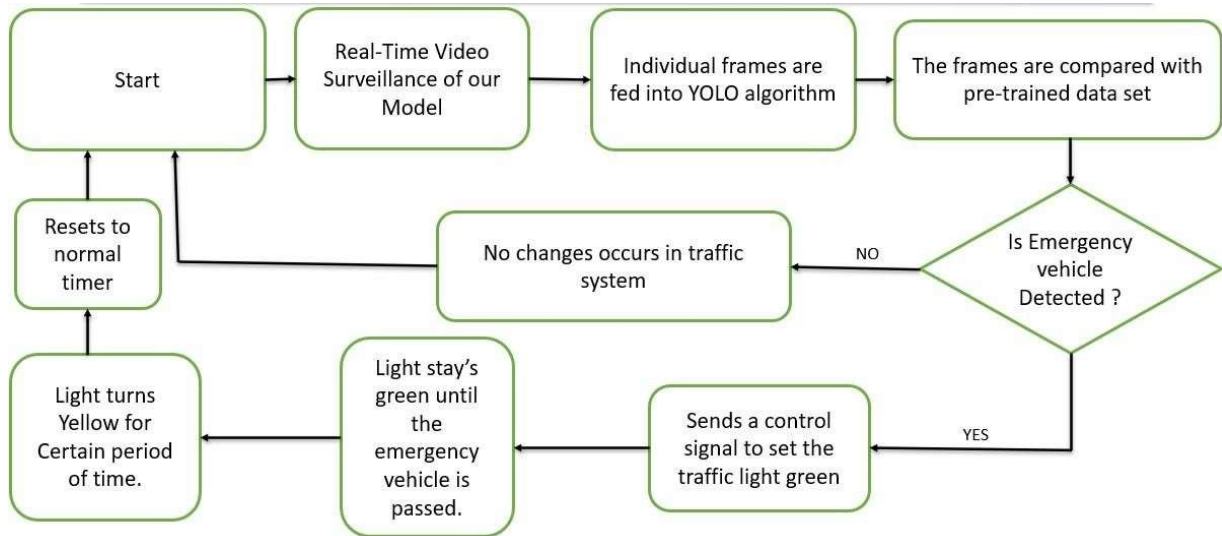 Start
Real-Time Video
Surveillance of our
Model
Individual frames are
fed into YOLO algorithm
The frames are compared with
pre-trained data set
Is Emergency
vehicle
Detected ?
NO
No changes occurs in traffic
system
YES
Sends a control
signal to set the
traffic light green
Light stay’s
green until
the
emergency
vehicle is
passed.
Light turns
Yellow for
Certain period
of time.
Resets to
normal
timer